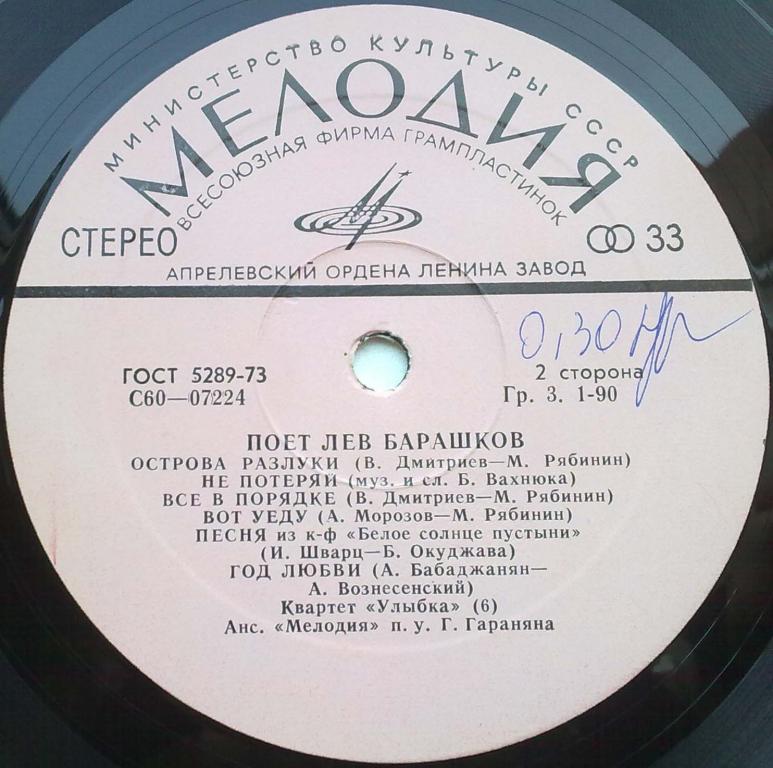 МИНИСТЕРСТВО КУЛЬТУРЫ СССР
МЕЛОДИЯ
ВСЕСОЮЗНАЯ ФИРМА ГРАМПЛАСТИНОК
СТЕРЕО
33
АПРЕЛЕВСКИЙ ОРДЕНА ЛЕНИНА ЗАВОД
0,30
ГОСТ 5289-73
2 сторона
С60—07224
Гр. 3. 1-90
ПОЕТ ЛЕВ БАРАШКОВ
ОСТРОВА РАЗЛУКИ (В. Дмитриев—М. Рябинин)
НЕ ПОТЕРЯЙ (муз. и сл. Б. Вахнюка)
ВСЕ В ПОРЯДКЕ (В. Дмитриев—М. Рябинин)
ВОТ УЕДУ (А. Морозов—М. Рябинин)
ПЕСНЯ из к-ф «Белое солнце пустыни»
(И. Шварц—Б. Окуджава)
ГОД ЛЮБВИ (А. Бабаджанян—
А. Вознесенский)
Квартет «Улыбка» (6)
Анс. «Мелодия» п. у. Г. Гараняна